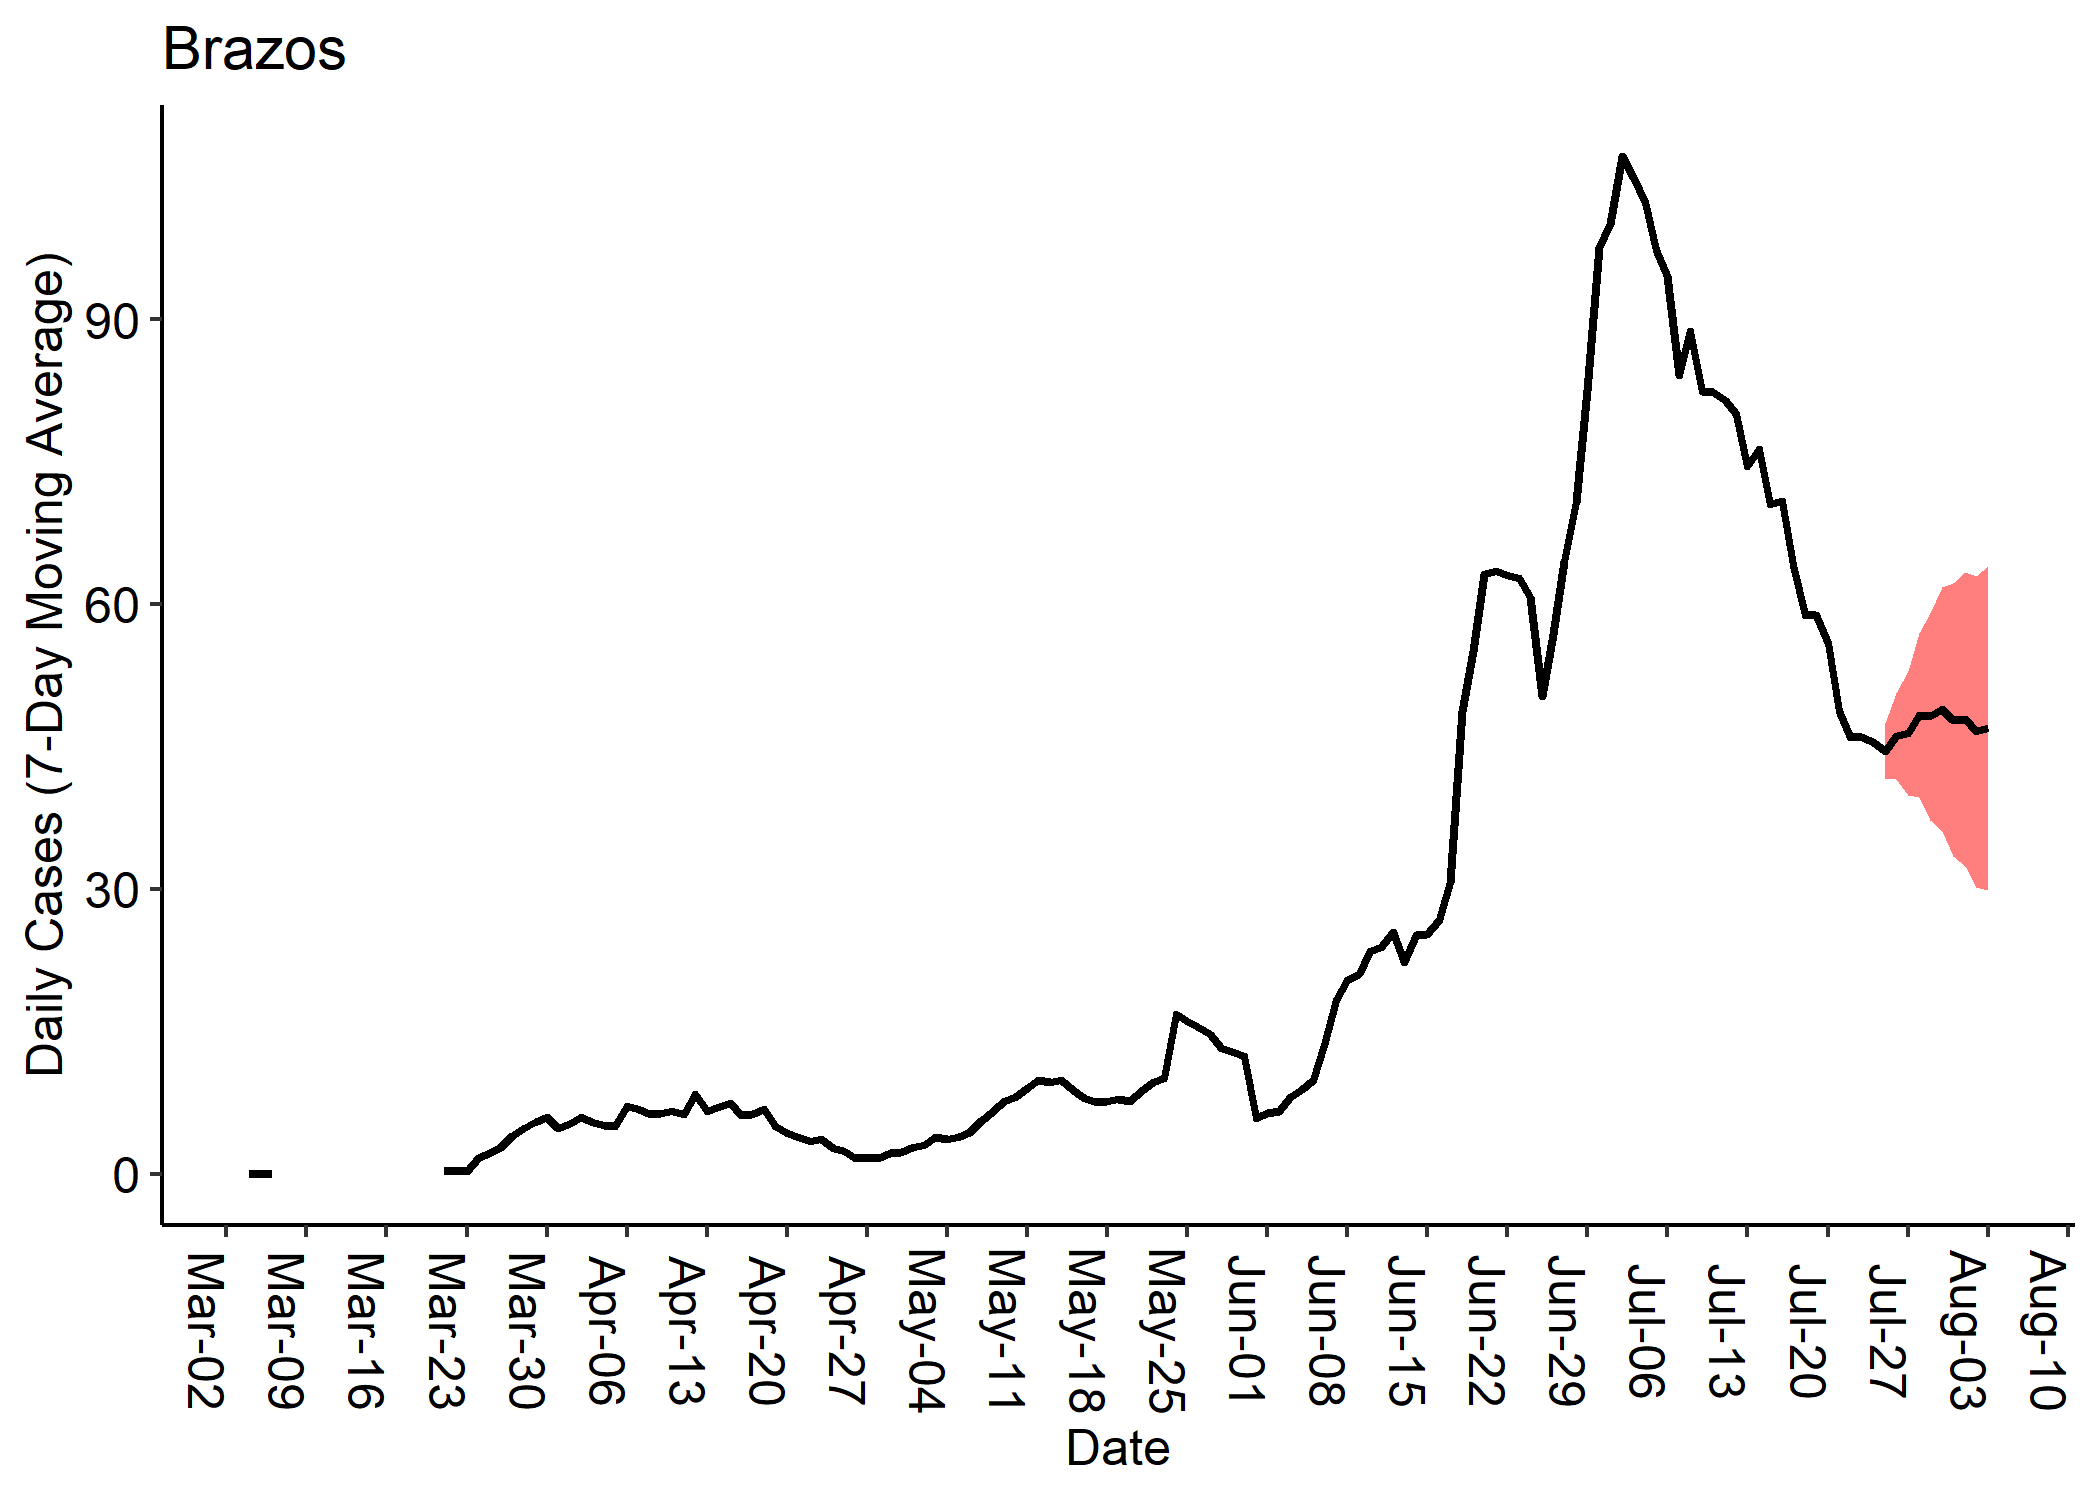 Brazos
Daily Cases (7-Day Moving Average)
90
60
30
0
Mar-02
Mar-09
Mar-16
Mar-23
Mar-30
Apr-06
Apr-13
Apr-20
Apr-27
May-04
May-11
May-18
May-25
Jun-01
Jun-08
Jun-15
Jun-22
Jun-29
Jul-06
Jul-13
Jul-20
Jul-27
Aug-03
Aug-10
Date